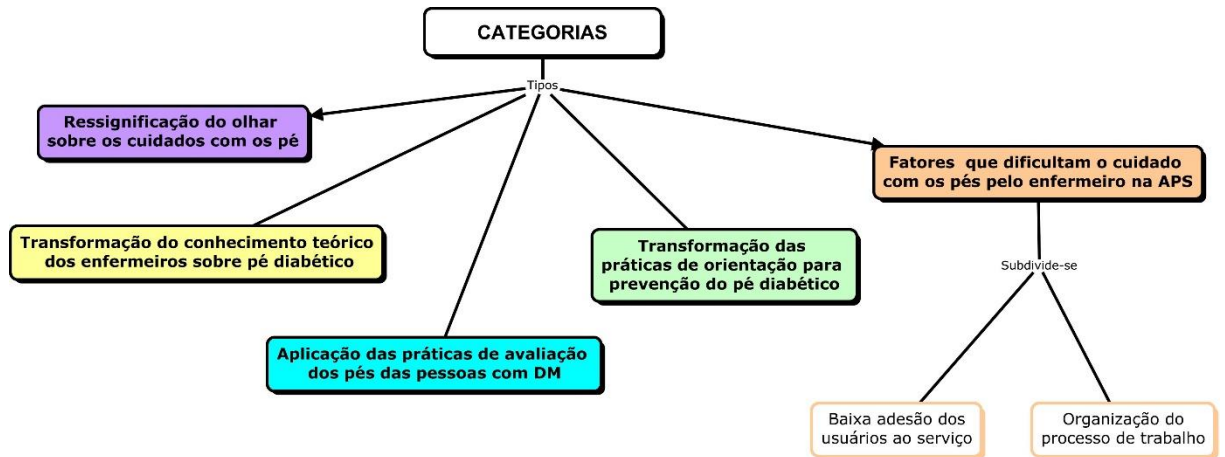 CATEGORIAS
Tipos
Ressignificação do olhar
sobre os cuidados com os pé
Fatores que dificultam o cuidado
com os pés pelo enfermeiro na APS
Transformação do conhecimento teórico
dos enfermeiros sobre pé diabético
Transformação das
práticas de orientação para
prevenção do pé diabético
Subdivide-se
Aplicação das práticas de avaliação
dos pés das pessoas com DM
Baixa adesão dos
usuários ao serviço
Organização do
processo de trabalho